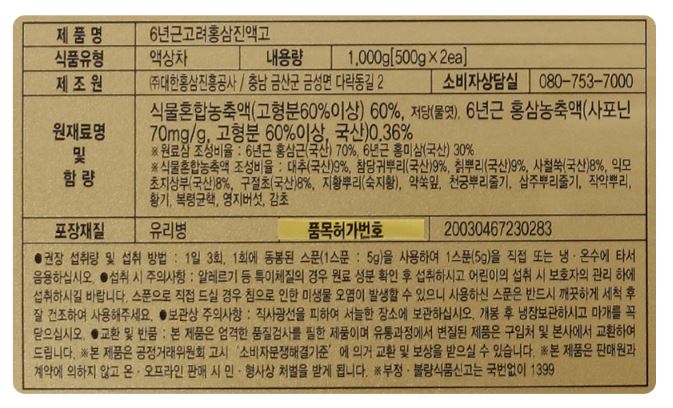 제 품 명 6년근고려홍삼진액고
식품유형 액상차 내용량 1,000g[500g×2ea]
제 조 원 ㈜대한홍삼진흥공사 / 충남 금산군 금성면 다락동길 2 소비자상담실 080-753-7000
원재료명 및 함 량
식물혼합농축액(고형분60%이상) 60%, 저당(물엿), 6년근 홍삼농축액(사포닌
70mg/g, 고형분 60%이상, 국산)0.36%
※원료삼 조성비율 : 6년근 홍삼근(국산) 70%, 6년근 홍미삼(국산) 30%
※식물혼합농축액 조성비율 : 대추(국산)9%, 참당귀뿌리(국산)9%, 칡뿌리(국산)9%, 사철쑥(국산)8%, 익모
초지상부(국산)8%, 구절초(국산)8%, 지황뿌리(숙지황), 약쑥잎, 천궁뿌리줄기, 삽주뿌리줄기, 작약뿌리,
황기, 복령균핵, 영지버섯, 감초
포장재질 유리병 품목허가번호 20030467230283
●권장 섭취량 및 섭취 방법 : 1일 3회, 1회에 동봉된 스푼(1스푼 : 5g)을 사용하여 1스푼(5g)을 직접 또는 냉·온수에 타서
음용하십시오. ●섭취 시 주의사항 : 알레르기 등 특이체질의 경우 원료 성분 확인 후 섭취하시고 어린이의 섭취 시 보호자의 관리 하에
섭취하시길 바랍니다. 스푼으로 직접 드실 경우 침으로 인한 미생물 오염이 발생할 수 있으니 사용하신 스푼은 반드시 깨끗하게 세척 후
잘 건조하여 사용해주세요. ●보관상 주의사항 : 직사광선을 피하여 서늘한 장소에 보관하십시오. 개봉 후 냉장보관하시고 마개를 꼭
닫으십시오. ●교환 및 반품 : 본 제품은 엄격한 품질검사를 필한 제품이며 유통과정에서 변질된 제품은 구입처 및 본사에서 교환하여
드립니다. ※본 제품은 공정거래위원회 고시 '소비자분쟁해결기준'에 의거 교환 및 보상을 받으실 수 있습니다. ※본 제품은 판매원과
계약에 의하지 않고 온·오프라인 판매 시 민·형사상 처벌을 받게 됩니다. ※부정·불량식품신고는 국번없이 1399